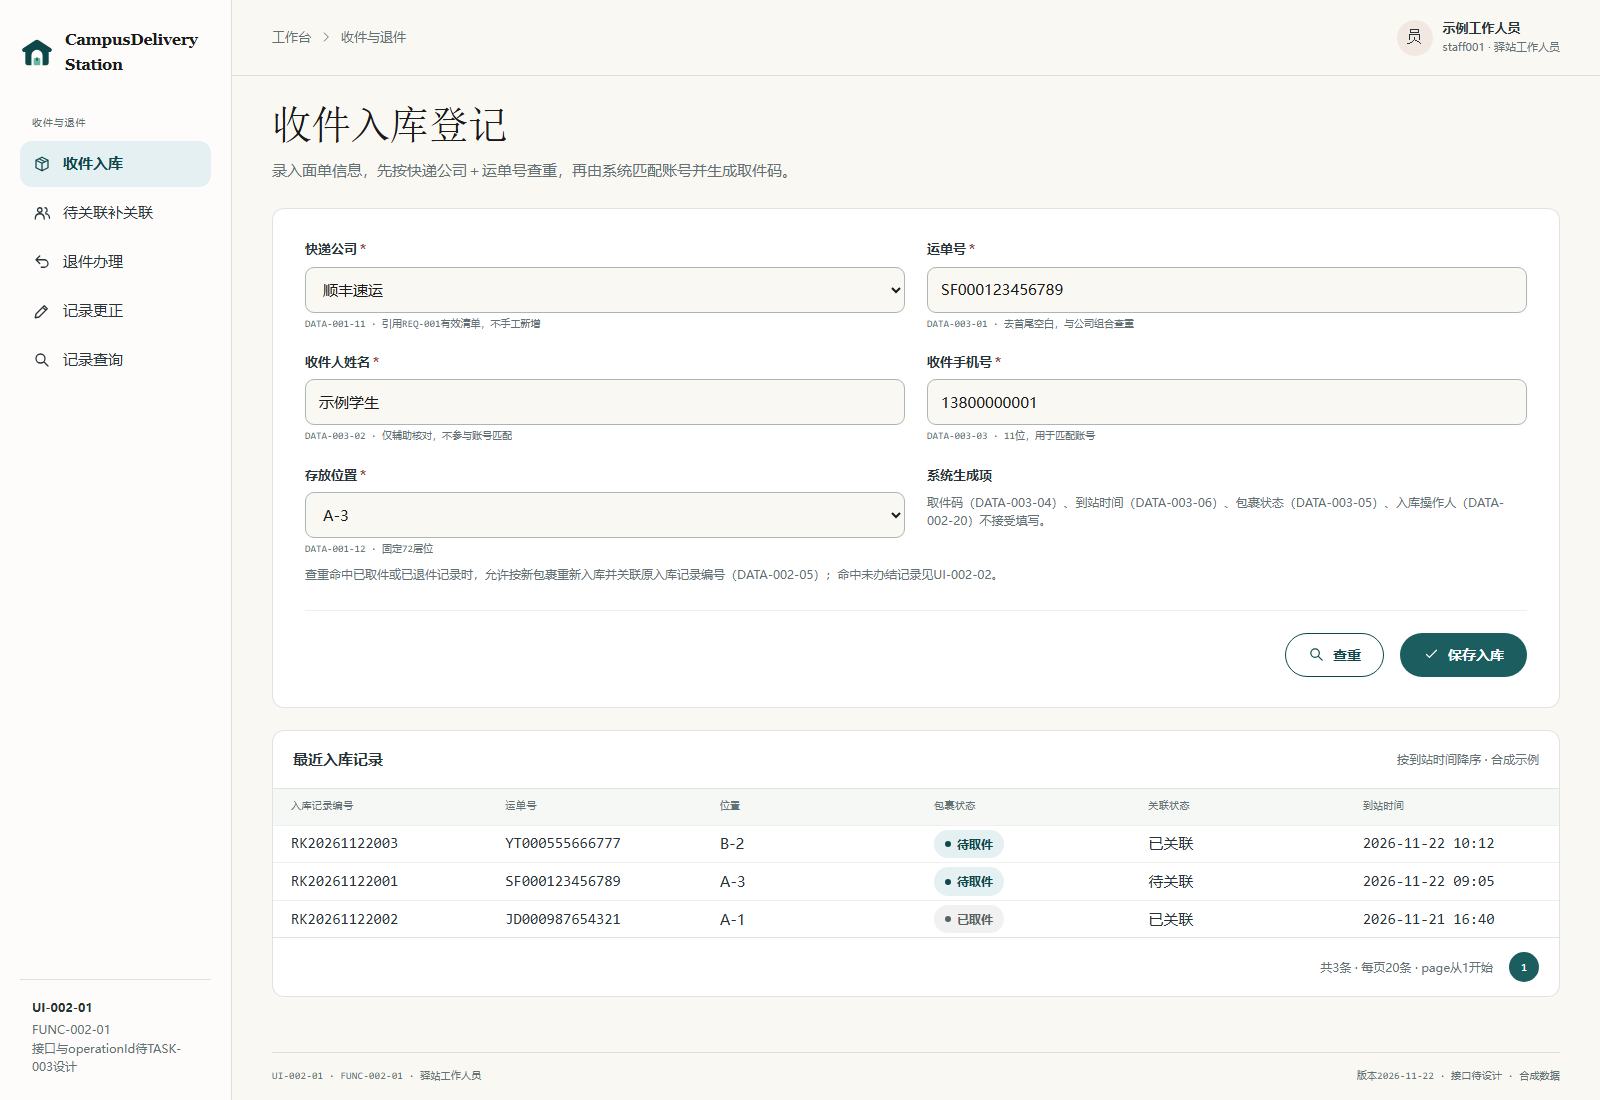 CampusDelivery
Station
收件与退件
收件入库
待关联补关联
退件办理
记录更正
记录查询
UI-002-01
FUNC-002-01
接口与operationId待TASK-
003设计
工作台 > 收件与退件
员
示例工作人员
staff001 · 驿站工作人员
收件入库登记
录入面单信息，先按快递公司＋运单号查重，再由系统匹配账号并生成取件码。
快递公司 *
顺丰速运
DATA-001-11 · 引用REQ-001有效清单，不手工新增
运单号 *
SF000123456789
DATA-003-01 · 去首尾空白，与公司组合查重
收件人姓名 *
示例学生
DATA-003-02 · 仅辅助核对，不参与账号匹配
收件手机号 *
13800000001
DATA-003-03 · 11位，用于匹配账号
存放位置 *
A-3
DATA-001-12 · 固定72层位
系统生成项
取件码（DATA-003-04）、到站时间（DATA-003-06）、包裹状态（DATA-003-05）、入库操作人（DATA-
002-20）不接受填写。
查重命中已取件或已退件记录时，允许按新包裹重新入库并关联原入库记录编号（DATA-002-05）；命中未办结记录见UI-002-02。
查重
保存入库
最近入库记录
按到站时间降序 · 合成示例
入库记录编号 运单号 位置 包裹状态 关联状态 到站时间
RK20261122003 YT000555666777 B-2 待取件 已关联 2026-11-22 10:12
RK20261122001 SF000123456789 A-3 待取件 待关联 2026-11-22 09:05
RK20261122002 JD000987654321 A-1 已取件 已关联 2026-11-21 16:40
共3条 · 每页20条 · page从1开始 1
UI-002-01 · FUNC-002-01 · 驿站工作人员
版本2026-11-22 · 接口待设计 · 合成数据